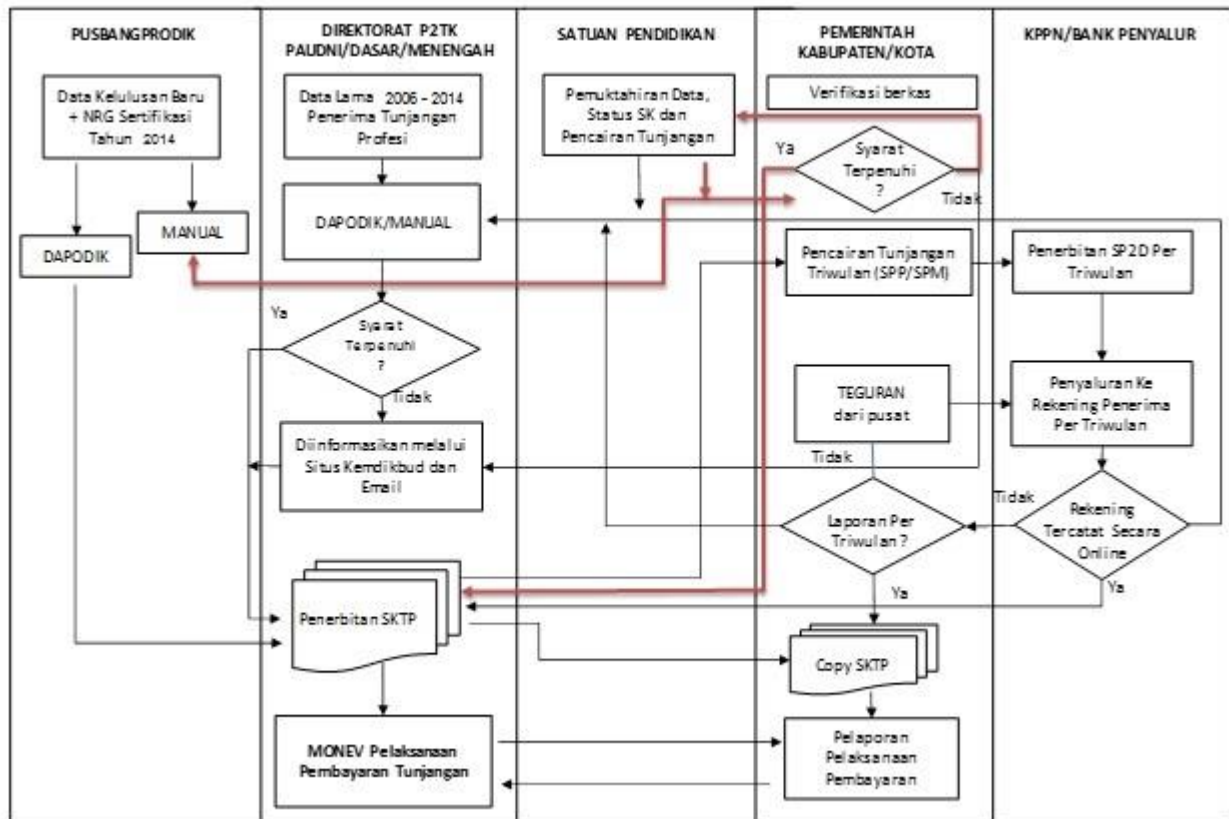 PUSBANGPRODIK
DIREKTORAT P2TK
PAUDNI/DASAR/MENENGAH
SATUAN PENDIDIKAN
PEMERINTAH
KABUPATEN/KOTA
KPPN/BANK PENYALUR
Data Kelulusan Baru
+ NRG Sertifikasi
Tahun 2014
Data Lama 2006 – 2014
Penerima Tunjangan
Profesi
Pemuktahiran Data,
Status SK dan
Pencairan Tunjangan
Verifikasi berkas
Ya
Syarat
Terpenuhi
?
Tidak
DAPODIK
MANUAL
DAPODIK/MANUAL
Pencairan Tunjangan
Triwulan (SPP/SPM)
Penerbitan SP2D Per
Triwulan
Ya
Syarat
Terpenuhi
?
Tidak
TEGURAN
dari pusat
Penyaluran Ke
Rekening Penerima
Per Triwulan
Diinformasikan melalui
Situs Kemdikbud dan
Email
Tidak
Laporan Per
Triwulan ?
Ya
Tidak
Rekening
Tercatat Secara
Online
Ya
Penerbitan SKTP
Copy SKTP
MONEV Pelaksanaan
Pembayaran Tunjangan
Pelaporan
Pelaksanaan
Pembayaran